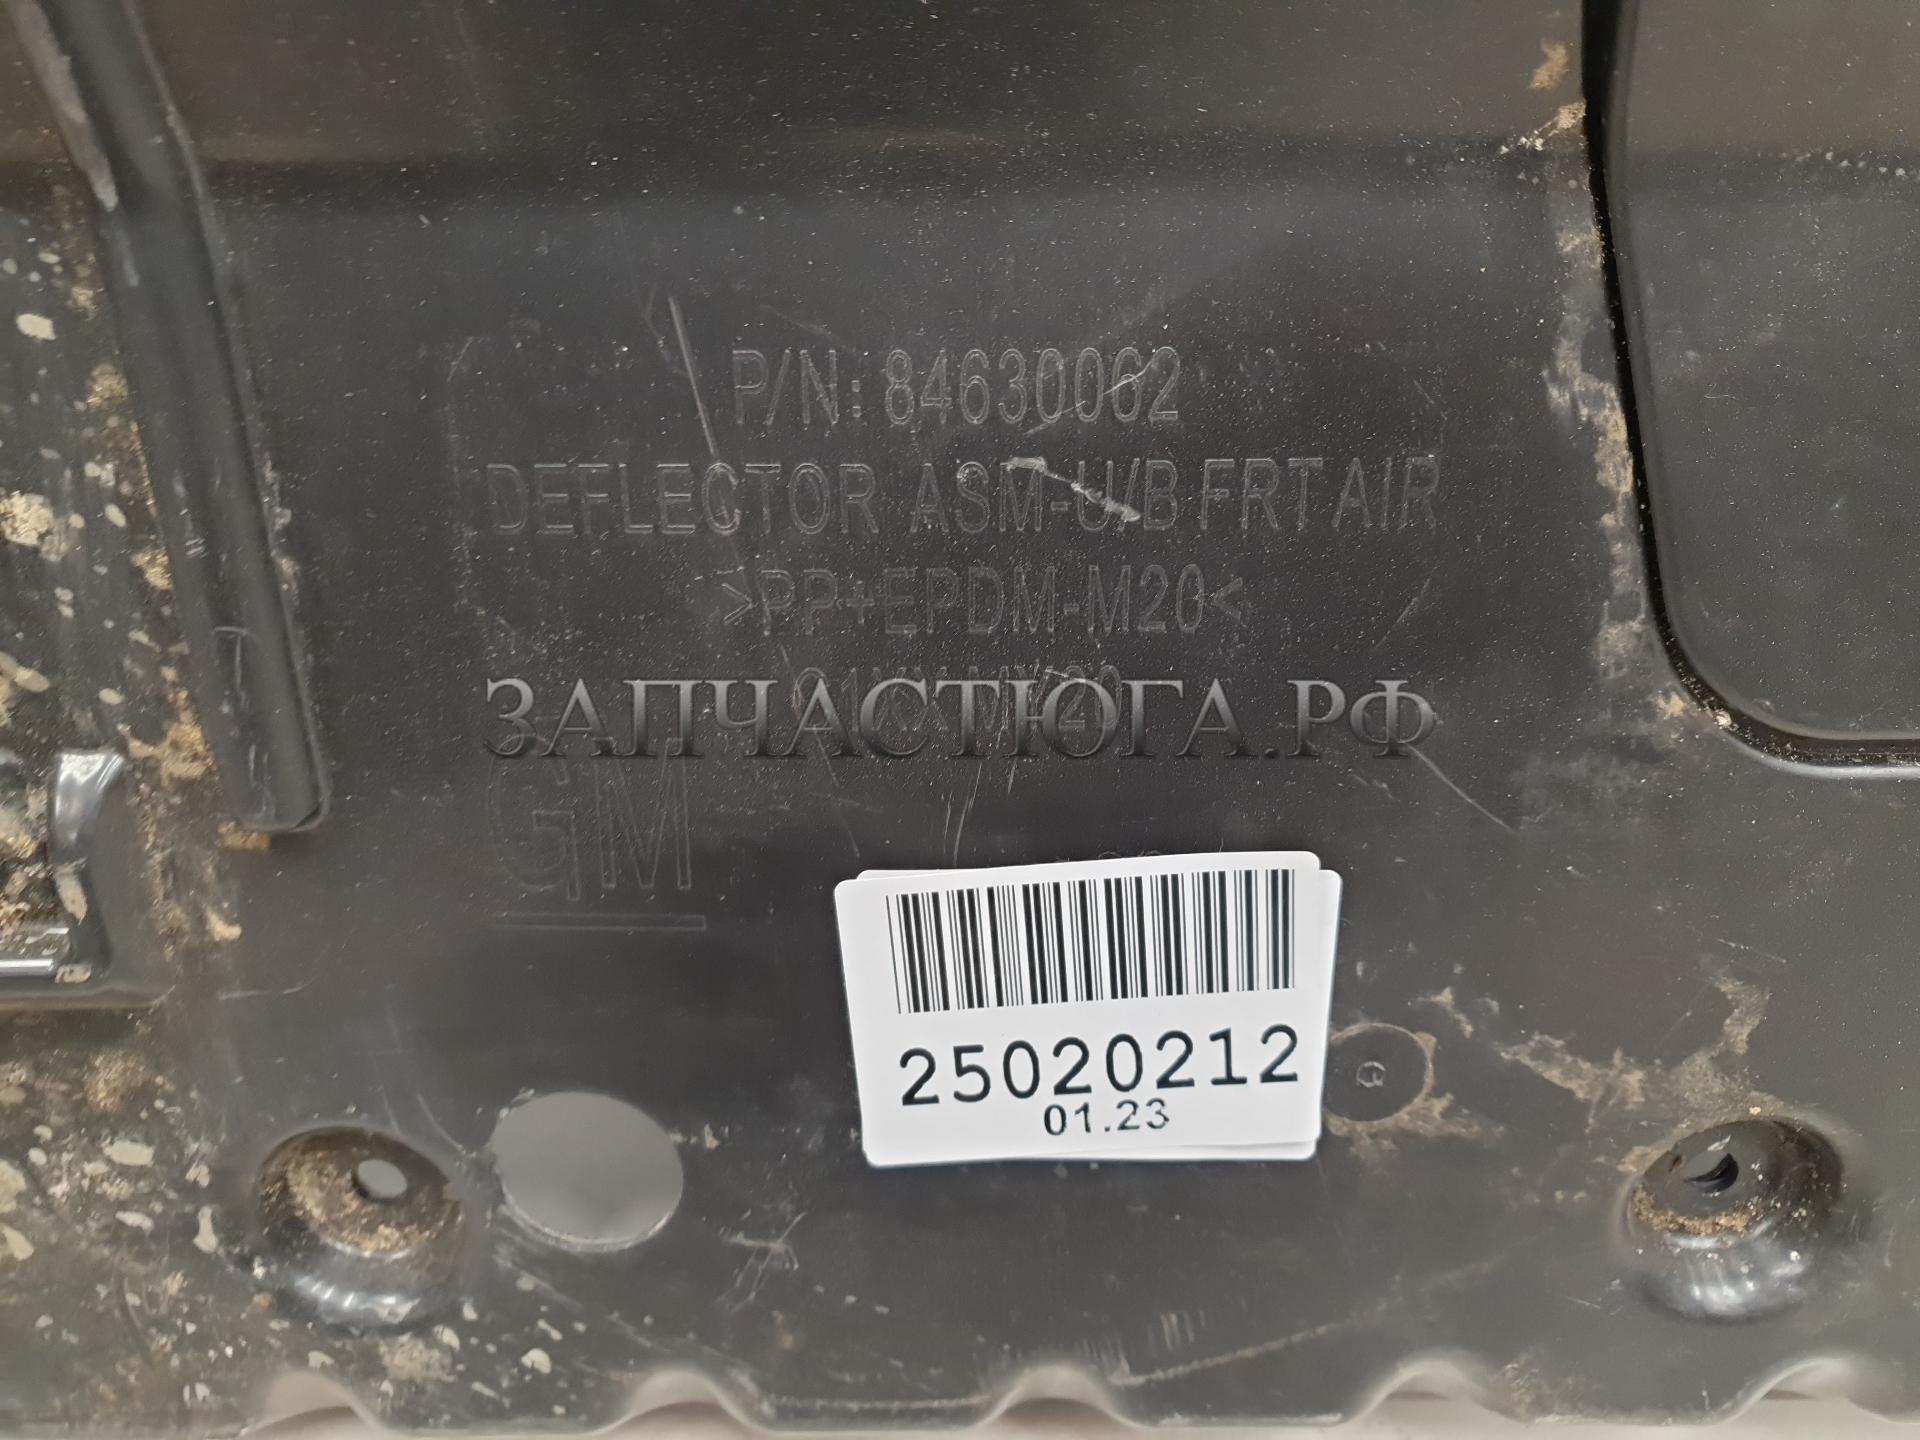 P/N: 84630062
DEFLECTOR ASM-U/B FRT AIR
>PP+EPDM-M20<
ЗАПЧАСТЮГА.РФ
GM
25020212
01.23
G